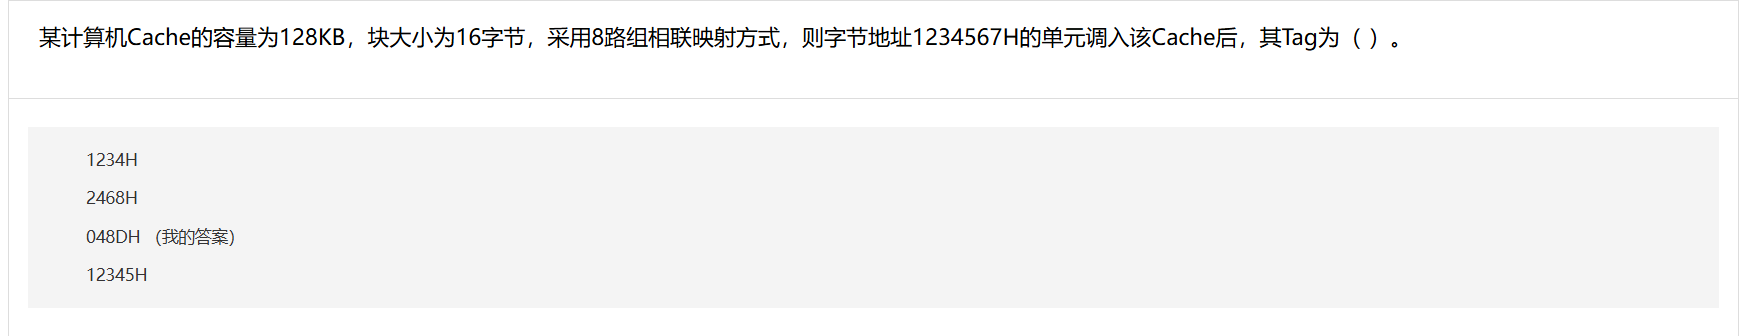 某计算机Cache的容量为128KB，块大小为16字节，采用8路组相联映射方式，则字节地址1234567H的单元调入该Cache后，其Tag为（ ）。
1234H
2468H
048DH （我的答案）
12345H